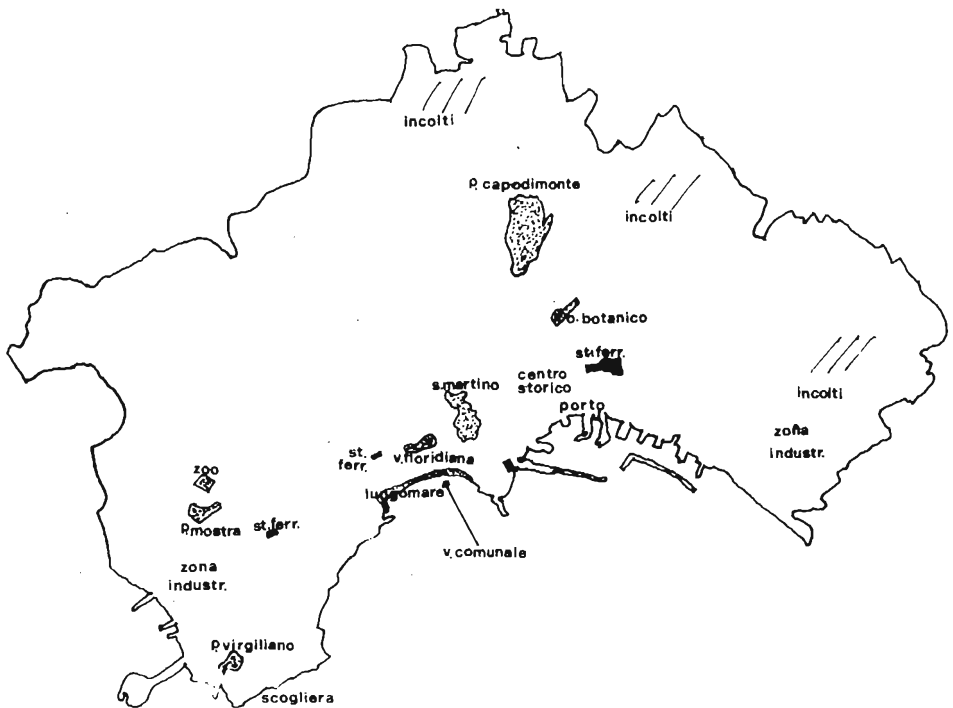 incolti
p. capodimonte
incolti
o. botanico
st. ferr.
centro
storico
s. martino
porto
incolti
zona
industr.
st.
ferr.
v. floridiana
zoo
lungomare
p. mostra
st. ferr.
v. comunale
zona
industr.
p. virgiliano
scogliera